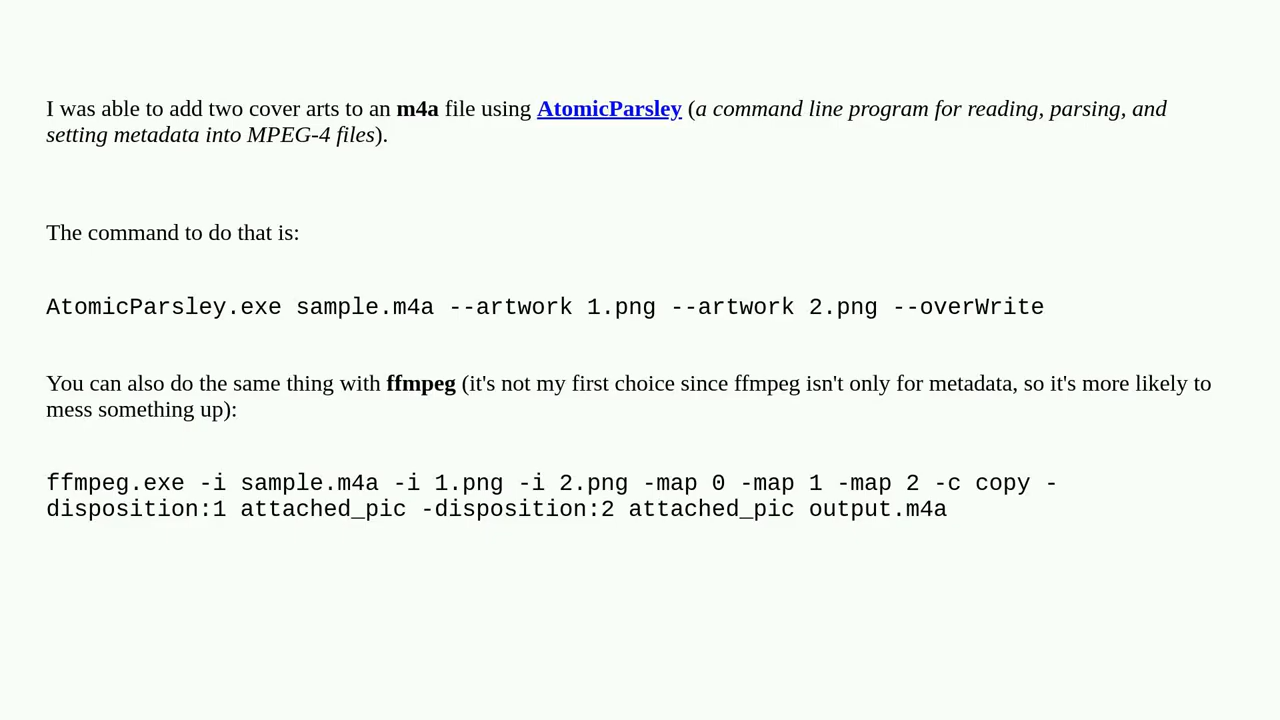 I was able to add two cover arts to an m4a file using AtomicParsley (a command line program for reading, parsing, and
setting metadata into MPEG-4 files).
The command to do that is:
AtomicParsley.exe sample.m4a --artwork 1.png --artwork 2.png --overWrite
You can also do the same thing with ffmpeg (it's not my first choice since ffmpeg isn't only for metadata, so it's more likely to
mess something up):
ffmpeg.exe -i sample.m4a -i 1.png -i 2.png -map 0 -map 1 -map 2 -c copy -
disposition:1 attached_pic -disposition:2 attached_pic output.m4a